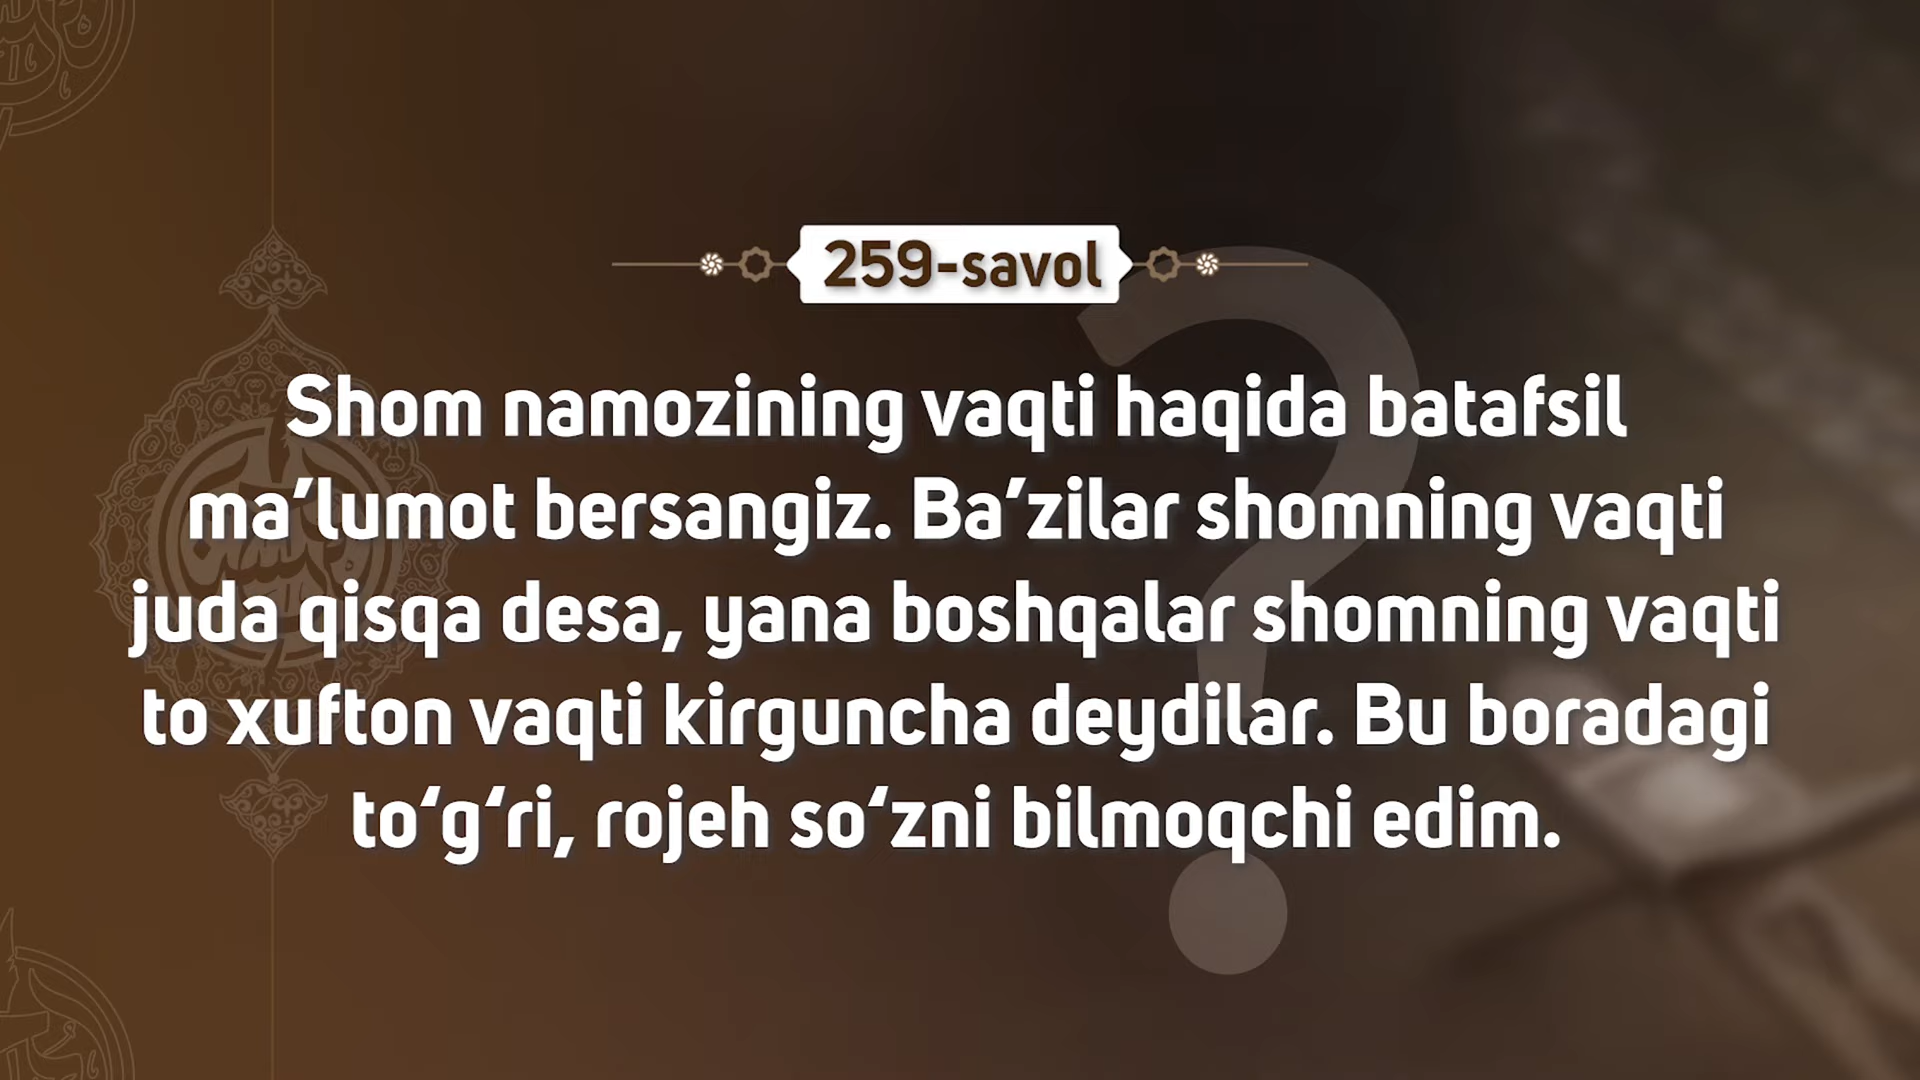 259-savol
Shom namozining vaqti haqida batafsil
ma’lumot bersangiz. Ba’zilar shomning vaqti
juda qisqa desa, yana boshqalar shomning vaqti
to xufton vaqti kirguncha deydilar. Bu boradagi
to‘g‘ri, rojeh so‘zni bilmoqchi edim.